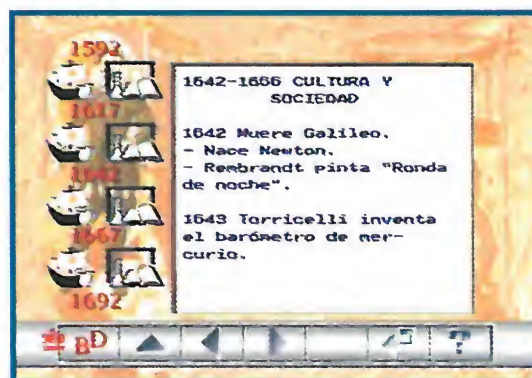 1592
1617
1642
1667
1692
1642-1666 CULTURA Y
SOCIEDAD
1642 Muere Galileo.
- Nace Newton.
- Rembrandt pinta "Ronda
de noche".
1643 Torricelli inventa
el barómetro de mer-
curio.
BD